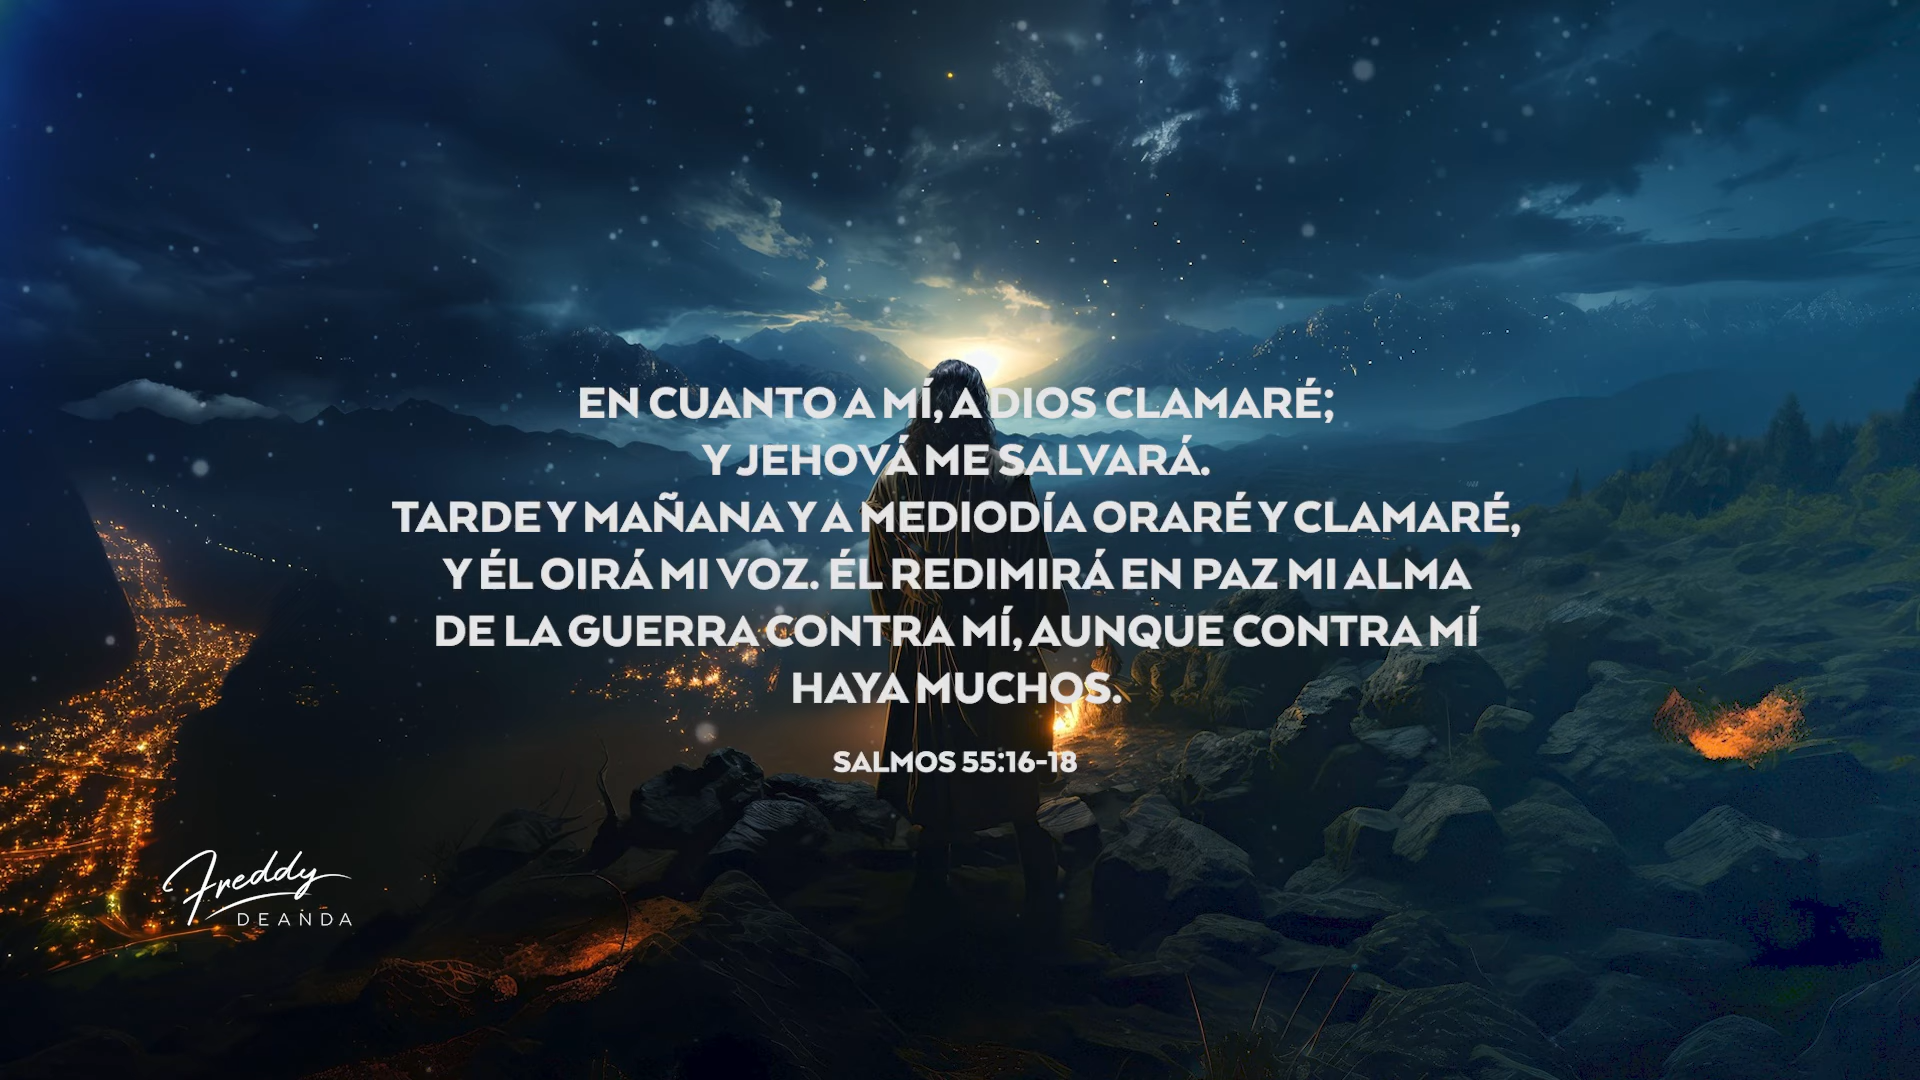 EN CUANTO A MÍ, A DIOS CLAMARÉ;
Y JEHOVÁ ME SALVARÁ.
TARDE Y MAÑANA Y A MEDIODÍA ORARÉ Y CLAMARÉ,
Y ÉL OIRÁ MI VOZ. ÉL REDIMIRÁ EN PAZ MI ALMA
DE LA GUERRA CONTRA MÍ, AUNQUE CONTRA MÍ
HAYA MUCHOS.
SALMOS 55:16-18
Freddy
DEANDA